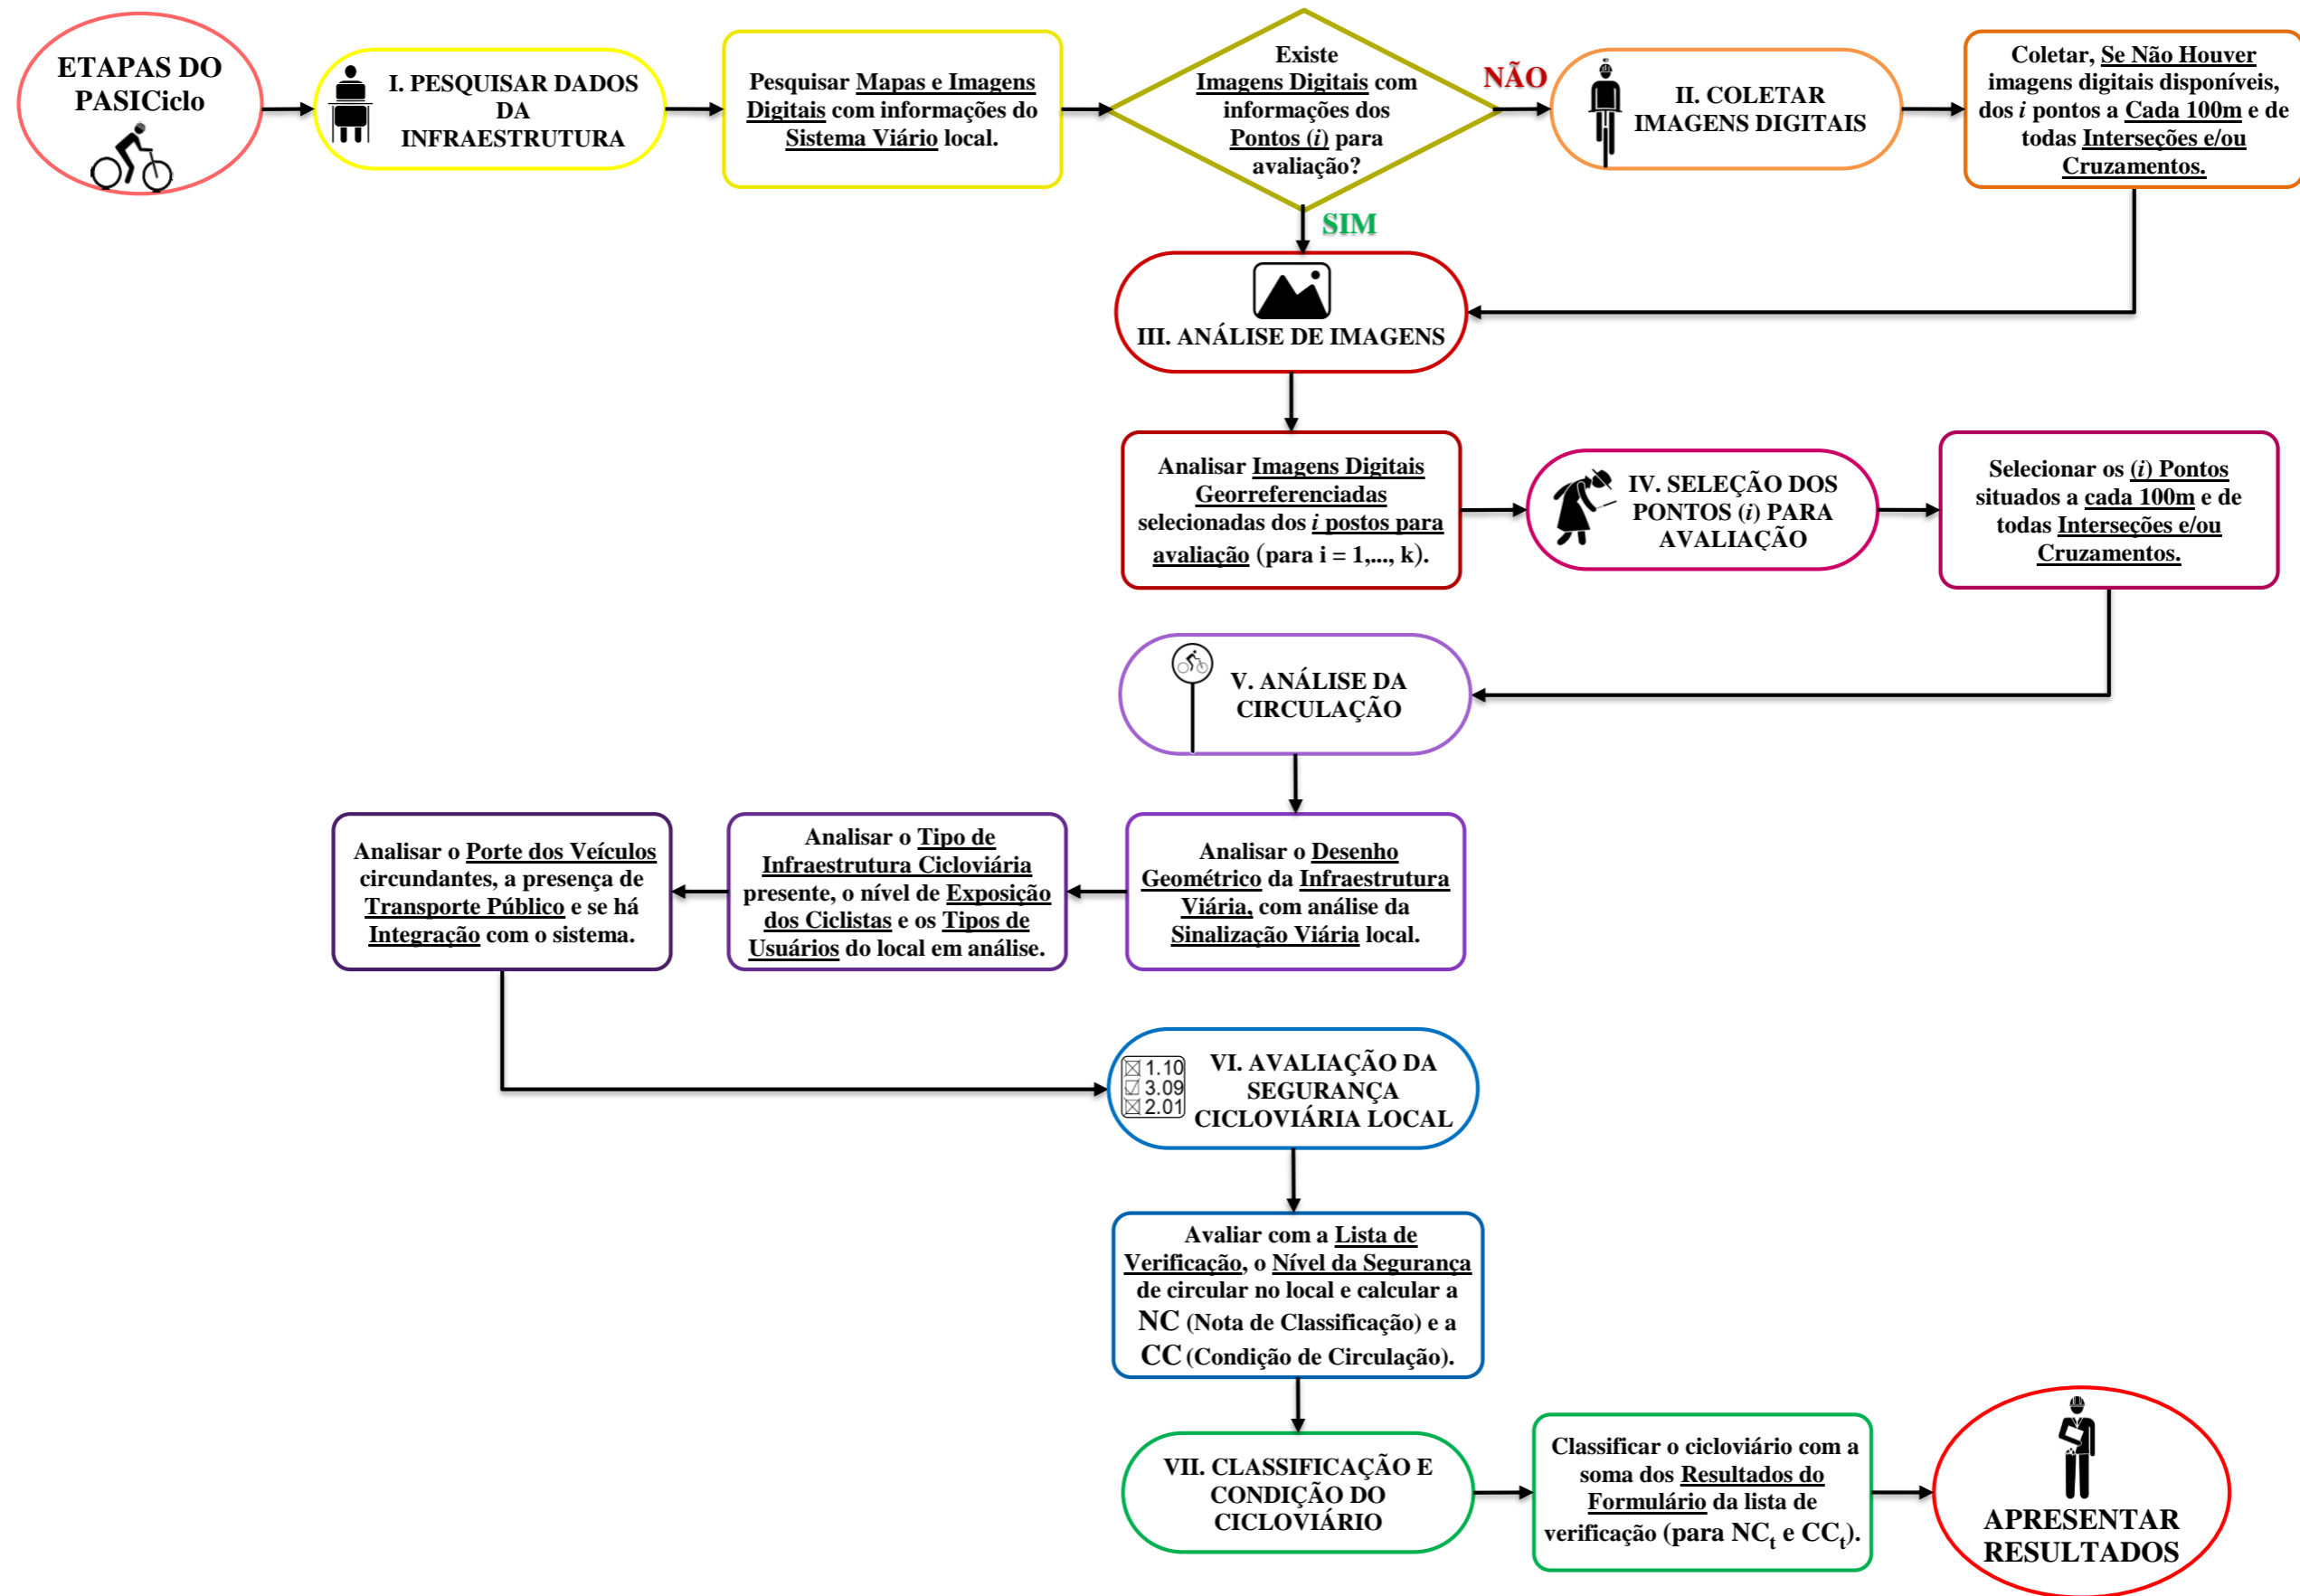 ETAPAS DO
PASICiclo
I. PESQUISAR DADOS
DA
INFRAESTRUTURA
Pesquisar Mapas e Imagens
Digitais com informações do
Sistema Viário local.
Existe
Imagens Digitais com
informações dos
Pontos (i) para
avaliação?
NÃO
SIM
II. COLETAR
IMAGENS DIGITAIS
Coletar, Se Não Houver
imagens digitais disponíveis,
dos i pontos a Cada 100m e de
todas Interseções e/ou
Cruzamentos.
III. ANÁLISE DE IMAGENS
Analisar Imagens Digitais
Georreferenciadas
selecionadas dos i postos para
avaliação (para i = 1,..., k).
IV. SELEÇÃO DOS
PONTOS (i) PARA
AVALIAÇÃO
Selecionar os (i) Pontos
situados a cada 100m e de
todas Interseções e/ou
Cruzamentos.
V. ANÁLISE DA
CIRCULAÇÃO
Analisar o Desenho
Geométrico da Infraestrutura
Viária, com análise da
Sinalização Viária local.
Analisar o Tipo de
Infraestrutura Cicloviária
presente, o nível de Exposição
dos Ciclistas e os Tipos de
Usuários do local em análise.
Analisar o Porte dos Veículos
circundantes, a presença de
Transporte Público e se há
Integração com o sistema.
1.10
3.09
2.01
VI. AVALIAÇÃO DA
SEGURANÇA
CICLOVIÁRIA LOCAL
Avaliar com a Lista de
Verificação, o Nível da Segurança
de circular no local e calcular a
NC (Nota de Classificação) e a
CC (Condição de Circulação).
VII. CLASSIFICAÇÃO E
CONDIÇÃO DO
CICLOVIÁRIO
Classificar o cicloviário com a
soma dos Resultados do
Formulário da lista de
verificação (para NCt e CCt).
APRESENTAR
RESULTADOS